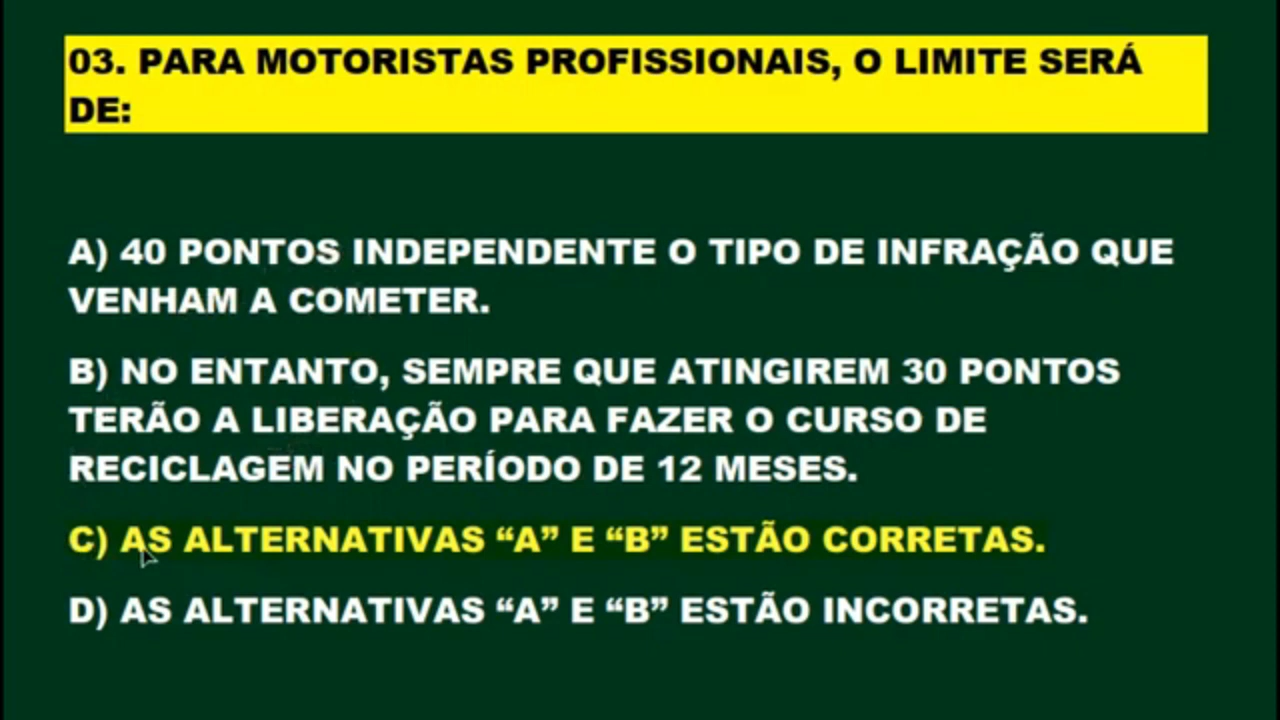 03. PARA MOTORISTAS PROFISSIONAIS, O LIMITE SERÁ
DE:
A) 40 PONTOS INDEPENDENTE O TIPO DE INFRAÇÃO QUE
VENHAM A COMETER.
B) NO ENTANTO, SEMPRE QUE ATINGIREM 30 PONTOS
TERÃO A LIBERAÇÃO PARA FAZER O CURSO DE
RECICLAGEM NO PERÍODO DE 12 MESES.
C) AS ALTERNATIVAS “A” E “B” ESTÃO CORRETAS.
D) AS ALTERNATIVAS “A” E “B” ESTÃO INCORRETAS.